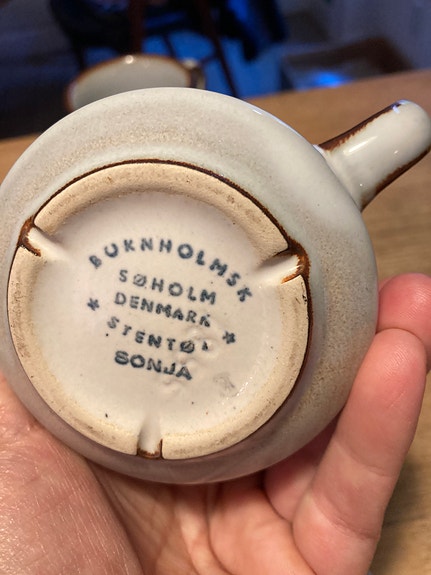 BORNHOLMSK
SØHOLM
DENMARK
* STENTØJ *
SONJA